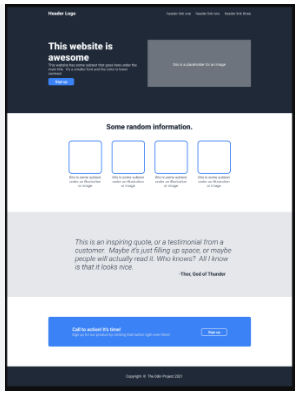 Header Logo
header link one header link two header link three
This website is
awesome
This website has some subtext that goes here under the
main title. It's a smaller font and the color is lower
contrast.
Sign up
this is a placeholder for an image
Some random information.
this is some subtext
under an illustration
or image
this is some subtext
under an illustration
or image
this is some subtext
under an illustration
or image
this is some subtext
under an illustration
or image
This is an inspiring quote, or a testimonial from a
customer. Maybe it's just filling up space, or maybe
people will actually read it. Who knows? All I know
is that it looks nice.
-Thor, God of Thunder
Call to action! It's time!
Sign up for our product by clicking that button right over there!
Sign up
Copyright © The Odin Project 2021